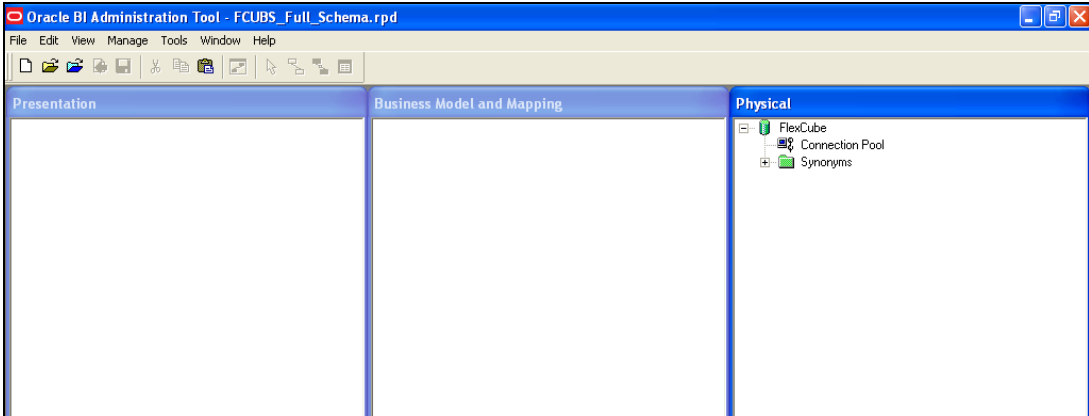 Oracle BI Administration Tool - FCUBS_Full_Schema.rpd
File Edit View Manage Tools Window Help
Presentation
Business Model and Mapping
Physical
FlexCube
Connection Pool
Synonyms